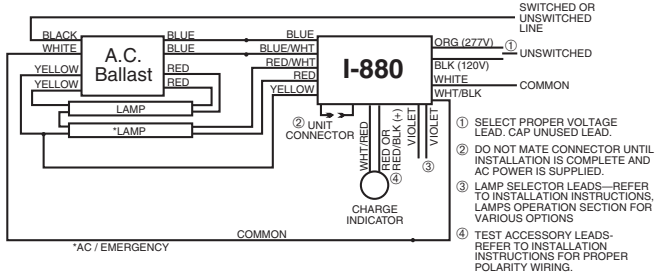 SWITCHED OR
UNSWITCHED
LINE
BLACK
WHITE
BLUE
BLUE
BLUE
BLUE/WHT
A.C.
Ballast
I-880
ORG (277V)
①
UNSWITCHED
BLK (120V)
YELLOW
YELLOW
RED
RED
RED/WHT
RED
YELLOW
WHITE
COMMON
WHT/BLK
LAMP
*LAMP
② UNIT
CONNECTOR
WHT/RED
RED OR
RED/BLK (+)
④
VIOLET
VIOLET
③
CHARGE
INDICATOR
COMMON
*AC / EMERGENCY
① SELECT PROPER VOLTAGE
LEAD. CAP UNUSED LEAD.
② DO NOT MATE CONNECTOR UNTIL
INSTALLATION IS COMPLETE AND
AC POWER IS SUPPLIED.
③ LAMP SELECTOR LEADS—REFER
TO INSTALLATION INSTRUCTIONS,
LAMPS OPERATION SECTION FOR
VARIOUS OPTIONS
④ TEST ACCESSORY LEADS-
REFER TO INSTALLATION
INSTRUCTIONS FOR PROPER
POLARITY WIRING.